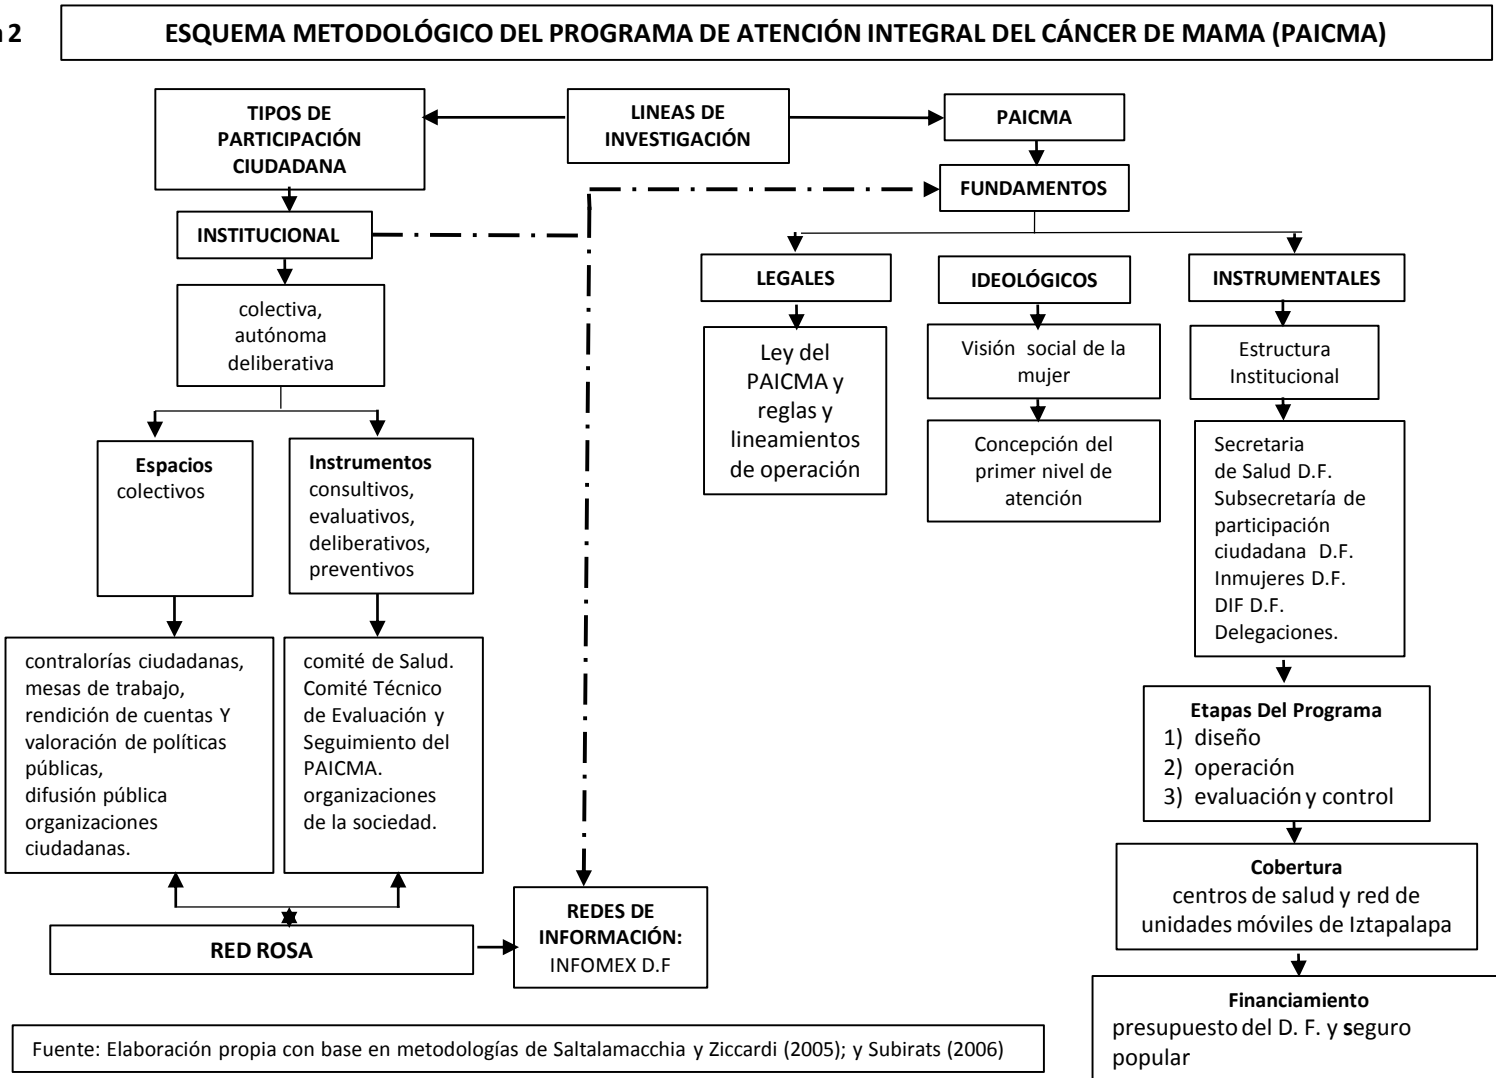 a 2
ESQUEMA METODOLÓGICO DEL PROGRAMA DE ATENCIÓN INTEGRAL DEL CÁNCER DE MAMA (PAICMA)
TIPOS DE
PARTICIPACIÓN
CIUDADANA
LINEAS DE
INVESTIGACIÓN
PAICMA
FUNDAMENTOS
INSTITUCIONAL
colectiva,
autónoma
deliberativa
LEGALES
IDEOLÓGICOS
INSTRUMENTALES
Ley del
PAICMA y
reglas y
lineamientos
de operación
Visión social de la
mujer
Concepción del
primer nivel de
atención
Estructura
Institucional
Secretaria
de Salud D.F.
Subsecretaría de
participación
ciudadana D.F.
Inmujeres D.F.
DIF D.F.
Delegaciones.
Espacios
colectivos
Instrumentos
consultivos,
evaluativos,
deliberativos,
preventivos
contralorías ciudadanas,
mesas de trabajo,
rendición de cuentas Y
valoración de políticas
públicas,
difusión pública
organizaciones
ciudadanas.
comité de Salud.
Comité Técnico
de Evaluación y
Seguimiento del
PAICMA.
organizaciones
de la sociedad.
Etapas Del Programa
1) diseño
2) operación
3) evaluación y control
Cobertura
centros de salud y red de
unidades móviles de Iztapalapa
RED ROSA
REDES DE
INFORMACIÓN:
INFOMEX D.F
Financiamiento
presupuesto del D. F. y seguro
popular
Fuente: Elaboración propia con base en metodologías de Saltalamacchia y Ziccardi (2005); y Subirats (2006)